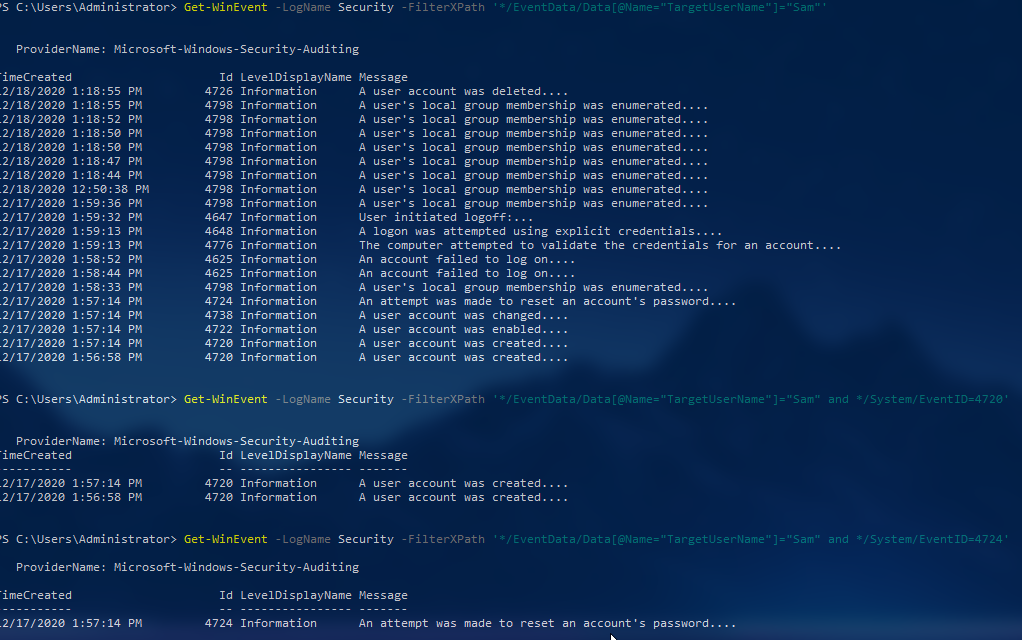 PS C:\Users\Administrator> Get-WinEvent -LogName Security -FilterXPath '*/EventData/Data[@Name="TargetUserName"]="Sam"'
ProviderName: Microsoft-Windows-Security-Auditing
TimeCreated Id LevelDisplayName Message
12/18/2020 1:18:55 PM 4726 Information A user account was deleted....
12/18/2020 1:18:55 PM 4798 Information A user's local group membership was enumerated....
12/18/2020 1:18:52 PM 4798 Information A user's local group membership was enumerated....
12/18/2020 1:18:50 PM 4798 Information A user's local group membership was enumerated....
12/18/2020 1:18:50 PM 4798 Information A user's local group membership was enumerated....
12/18/2020 1:18:47 PM 4798 Information A user's local group membership was enumerated....
12/18/2020 1:18:44 PM 4798 Information A user's local group membership was enumerated....
12/18/2020 12:50:38 PM 4798 Information A user's local group membership was enumerated....
12/17/2020 1:59:36 PM 4798 Information A user's local group membership was enumerated....
12/17/2020 1:59:32 PM 4647 Information User initiated logoff:...
12/17/2020 1:59:13 PM 4648 Information A logon was attempted using explicit credentials....
12/17/2020 1:59:13 PM 4776 Information The computer attempted to validate the credentials for an account....
12/17/2020 1:58:52 PM 4625 Information An account failed to log on....
12/17/2020 1:58:44 PM 4625 Information An account failed to log on....
12/17/2020 1:58:33 PM 4798 Information A user's local group membership was enumerated....
12/17/2020 1:57:14 PM 4724 Information An attempt was made to reset an account's password....
12/17/2020 1:57:14 PM 4738 Information A user account was changed....
12/17/2020 1:57:14 PM 4722 Information A user account was enabled....
12/17/2020 1:57:14 PM 4720 Information A user account was created....
12/17/2020 1:56:58 PM 4720 Information A user account was created....
PS C:\Users\Administrator> Get-WinEvent -LogName Security -FilterXPath '*/EventData/Data[@Name="TargetUserName"]="Sam" and */System/EventID=4720'
ProviderName: Microsoft-Windows-Security-Auditing
TimeCreated Id LevelDisplayName Message
----------- -- ---------------- -------
12/17/2020 1:57:14 PM 4720 Information A user account was created....
12/17/2020 1:56:58 PM 4720 Information A user account was created....
PS C:\Users\Administrator> Get-WinEvent -LogName Security -FilterXPath '*/EventData/Data[@Name="TargetUserName"]="Sam" and */System/EventID=4724'
ProviderName: Microsoft-Windows-Security-Auditing
TimeCreated Id LevelDisplayName Message
----------- -- ---------------- -------
12/17/2020 1:57:14 PM 4724 Information An attempt was made to reset an account's password....